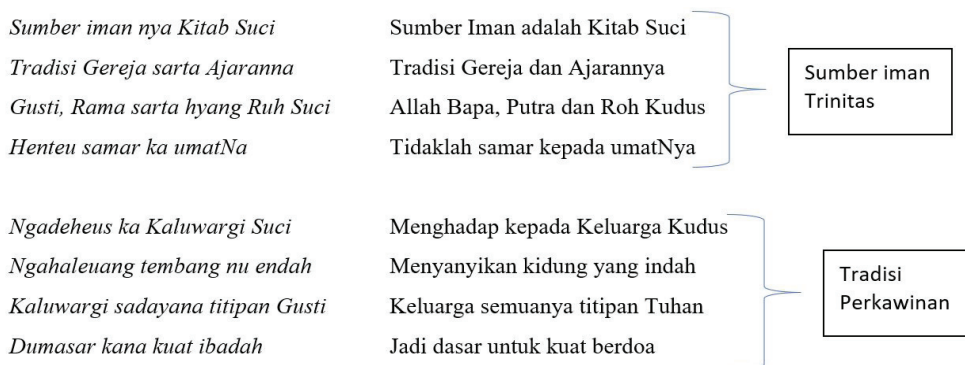 Sumber iman nya Kitab Suci Sumber Iman adalah Kitab Suci
Tradisi Gereja sarta Ajaranna Tradisi Gereja dan Ajarannya
Gusti, Rama sarta hyang Ruh Suci Allah Bapa, Putra dan Roh Kudus
Henteu samar ka umatNa Tidaklah samar kepada umatNya
Sumber iman
Trinitas
Ngadeheus ka Kaluwargi Suci Menghadap kepada Keluarga Kudus
Ngahaleuang tembang nu endah Menyanyikan kidung yang indah
Kaluwargi sadayana titipan Gusti Keluarga semuanya titipan Tuhan
Dumasar kana kuat ibadah Jadi dasar untuk kuat berdoa
Tradisi
Perkawinan